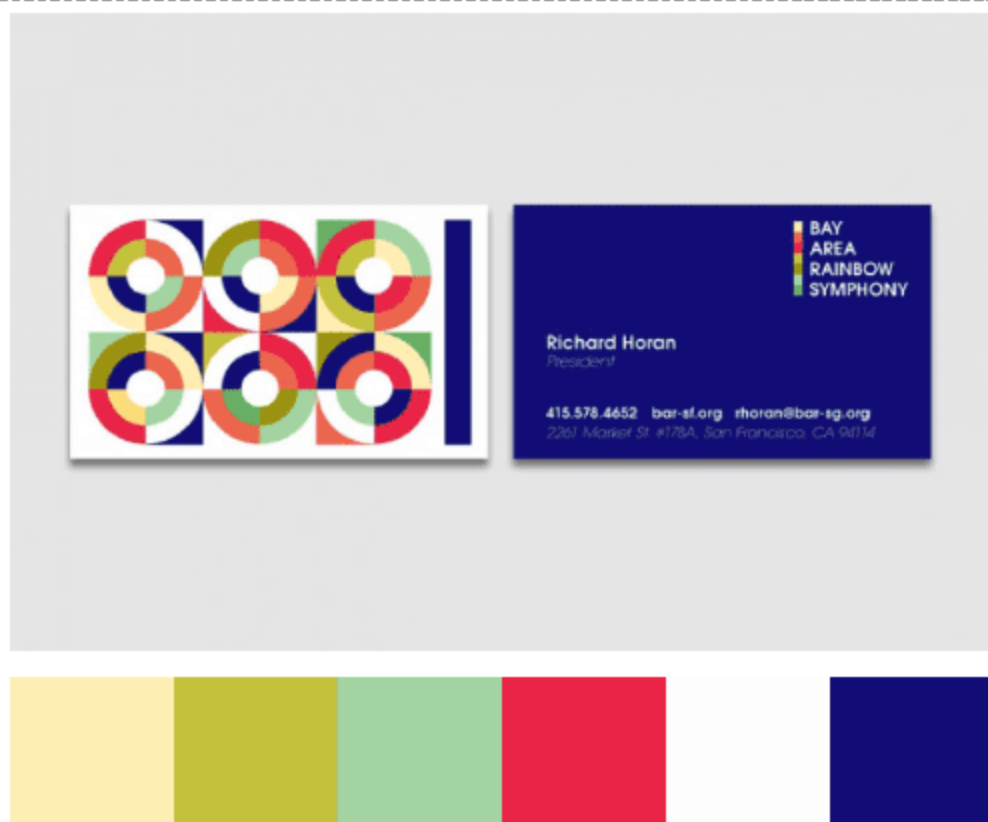 BAY
AREA
RAINBOW
SYMPHONY
Richard Horan
President
415.578.4652 bar-sf.org rhoran@bar-sg.org
2261 Market St. #178A, San Francisco, CA 94114